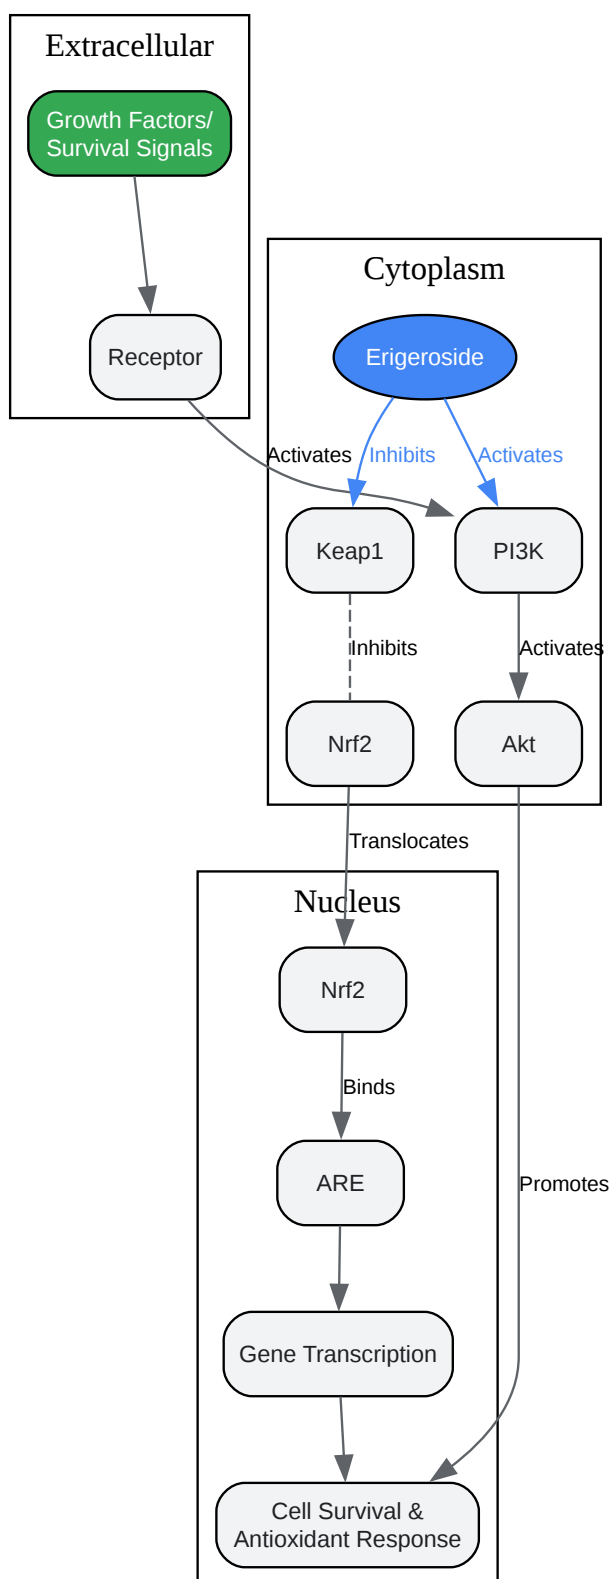 Extracellular
Growth Factors/
Survival Signals
Receptor
Cytoplasm
Erigeroside
Activates
Inhibits
Activates
Keap1
PI3K
Inhibits
Activates
Nrf2
Akt
Translocates
Nucleus
Nrf2
Binds
ARE
Promotes
Gene Transcription
Cell Survival &
Antioxidant Response